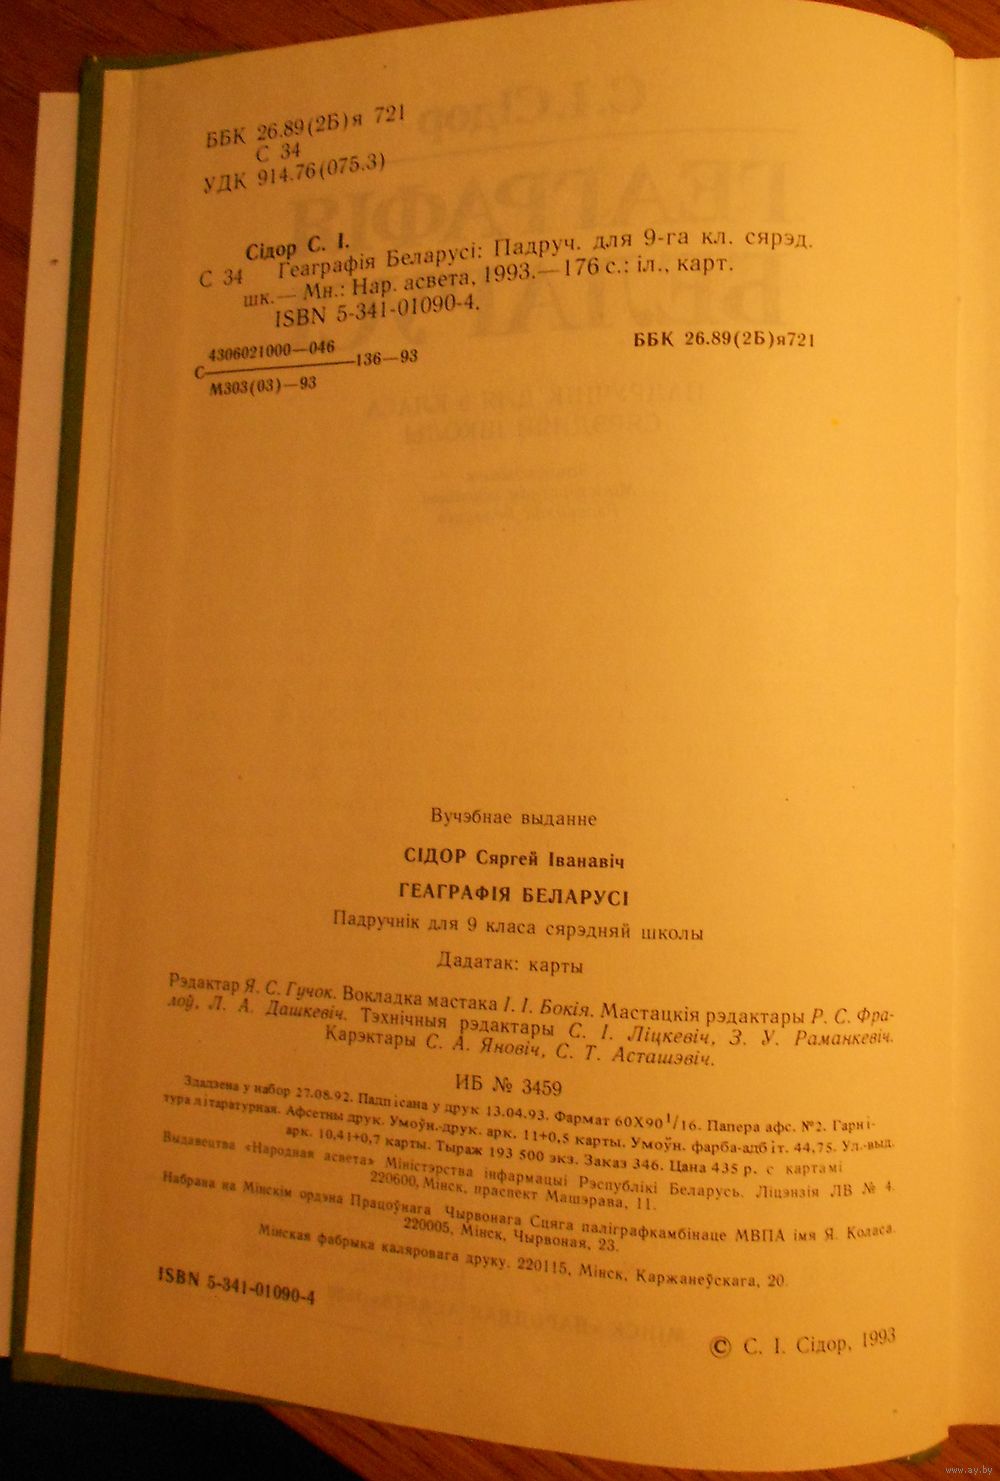 ББК 26.89(2Б)я 721
С 34
УДК 914.76(075.3)
Сідор С. І.
С 34 Геаграфія Беларусі: Падруч. для 9-га кл. сярэд.
шк.— Мн.: Нар. асвета, 1993.—176 с.: іл., карт.
ISBN 5-341-01090-4.
4306021000—046
С———136—93
М303(03)—93
ББК 26.89(2Б)я721
Вучэбнае выданне
СІДОР Сяргей Іванавіч
ГЕАГРАФІЯ БЕЛАРУСІ
Падручнік для 9 класа сярэдняй школы
Дадатак: карты
Рэдактар Я. С. Гучок. Вокладка мастака І. І. Бокія. Мастацкія рэдактары Р. С. Фра-
лоў, Л. А. Дашкевіч. Тэхнічныя рэдактары С. І. Ліцкевіч, З. У. Раманкевіч.
Карэктары С. А. Яновіч, С. Т. Асташэвіч.
ИБ № 3459
Здадзена у набор 27.08.92. Падпісана у друк 13.04.93. Фармат 60X90 1/16. Папера афс. №2. Гарні-
тура літаратурная. Афсетны друк. Умоўн.-друк. арк. 11+0,5 карты. Умоўн. фарба-адбіт. 44,75. Ул.-выд.
арк. 10,41+0,7 карты. Тыраж 193 500 экз. Заказ 346. Цана 435 р. с картамі
Выдавецтва «Народная асвета» Міністэрства інфармацыі Рэспублікі Беларусь. Ліцэнзія ЛВ № 4.
220600, Мінск, праспект Машэрава, 11.
Набрана на Мінскім ордэна Працоўнага Чырвонага Сцяга паліграфкамбінаце МВПА імя Я. Коласа.
220005, Мінск, Чырвоная, 23.
Мінская фабрыка каляровага друку. 220115, Мінск, Каржанеўскага, 20.
ISBN 5-341-01090-4
© С. І. Сідор, 1993
www.ay.by